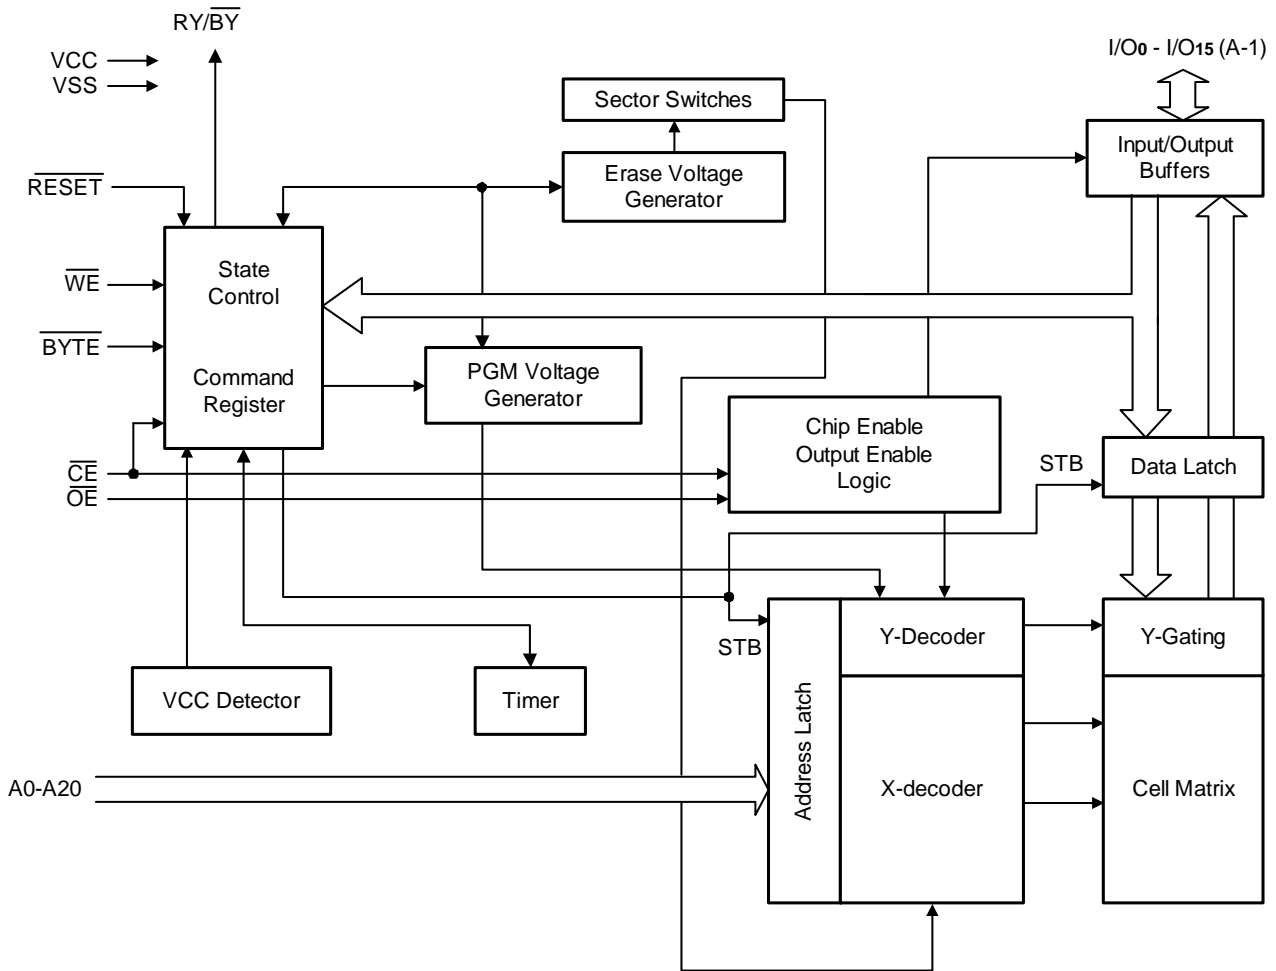 RY/BY
VCC
VSS
I/O0 - I/O15 (A-1)
Sector Switches
Input/Output
Buffers
Erase Voltage
Generator
RESET
State
Control
WE
BYTE
PGM Voltage
Generator
Command
Register
Chip Enable
Output Enable
Logic
CE
OE
STB
Data Latch
STB
Y-Decoder
Y-Gating
VCC Detector
Timer
Address Latch
A0-A20
X-decoder
Cell Matrix